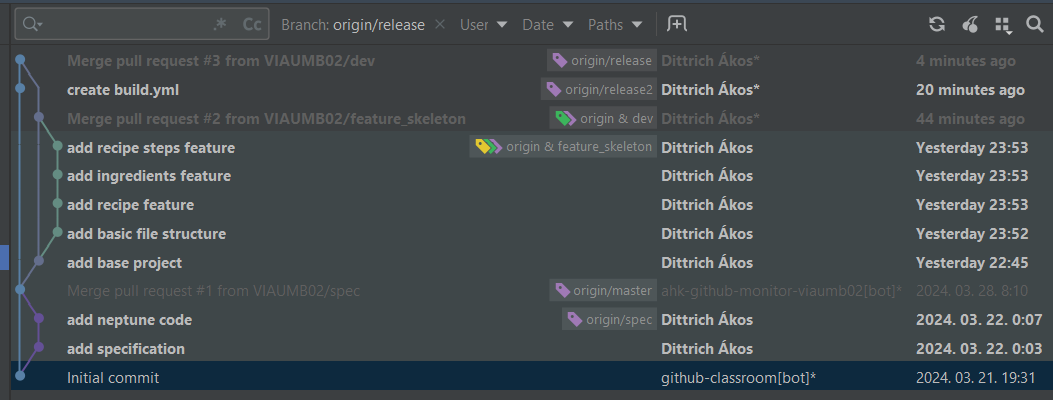 .* Cc Branch: origin/release × User Date Paths
Merge pull request #3 from VIAUMB02/dev origin/release Dittrich Ákos* 4 minutes ago
create build.yml origin/release2 Dittrich Ákos* 20 minutes ago
Merge pull request #2 from VIAUMB02/feature_skeleton origin & dev Dittrich Ákos* 44 minutes ago
add recipe steps feature origin & feature_skeleton Dittrich Ákos Yesterday 23:53
add ingredients feature Dittrich Ákos Yesterday 23:53
add recipe feature Dittrich Ákos Yesterday 23:53
add basic file structure Dittrich Ákos Yesterday 23:52
add base project Dittrich Ákos Yesterday 22:45
Merge pull request #1 from VIAUMB02/spec origin/master ahk-github-monitor-viaumb02[bot]* 2024. 03. 28. 8:10
add neptune code origin/spec Dittrich Ákos 2024. 03. 22. 0:07
add specification Dittrich Ákos 2024. 03. 22. 0:03
Initial commit github-classroom[bot]* 2024. 03. 21. 19:31